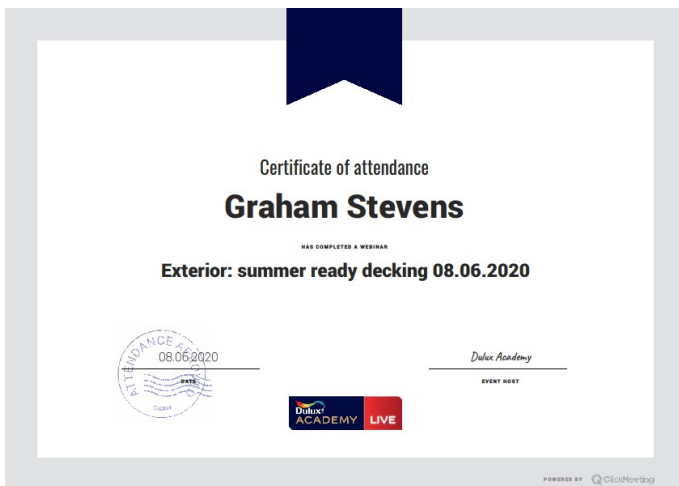 Certificate of attendance
Graham Stevens
HAS COMPLETED A WEBINAR
Exterior: summer ready decking 08.06.2020
ATTENDANCE
08.06.2020
DATE
Dulux Academy
EVENT HOST
Dulux
ACADEMY LIVE
POWERED BY ClickMeeting